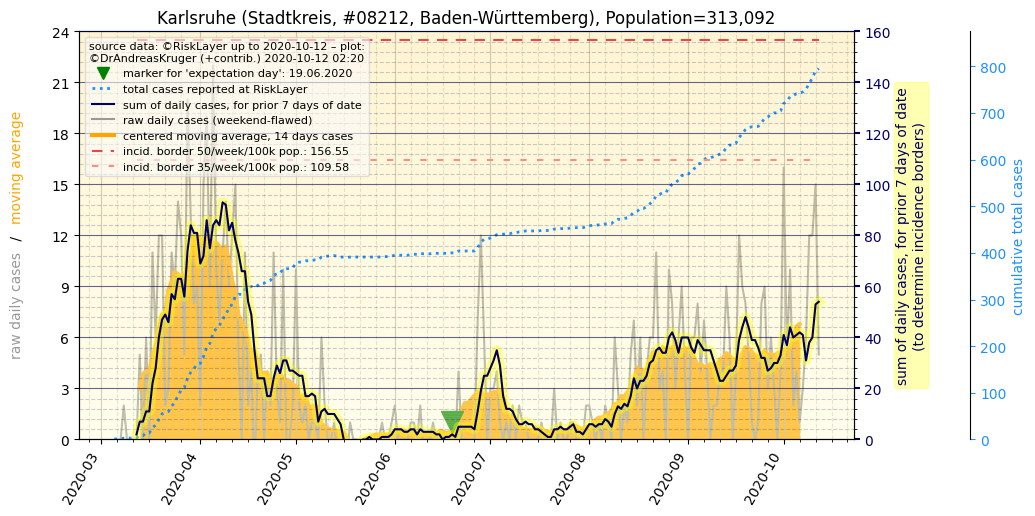 Karlsruhe (Stadtkreis, #08212, Baden-Württemberg), Population=313,092
source data: ©RiskLayer up to 2020-10-12 – plot:
©DrAndreasKruger (+contrib.) 2020-10-12 02:20
marker for 'expectation day': 19.06.2020
total cases reported at RiskLayer
sum of daily cases, for prior 7 days of date
raw daily cases (weekend-flawed)
centered moving average, 14 days cases
incid. border 50/week/100k pop.: 156.55
incid. border 35/week/100k pop.: 109.58
raw daily cases / moving average
24
21
18
15
12
9
6
3
0
160
140
120
100
80
60
40
20
0
sum of daily cases, for prior 7 days of date
(to determine incidence borders)
800
700
600
500
400
300
200
100
0
cumulative total cases
2020-03
2020-04
2020-05
2020-06
2020-07
2020-08
2020-09
2020-10